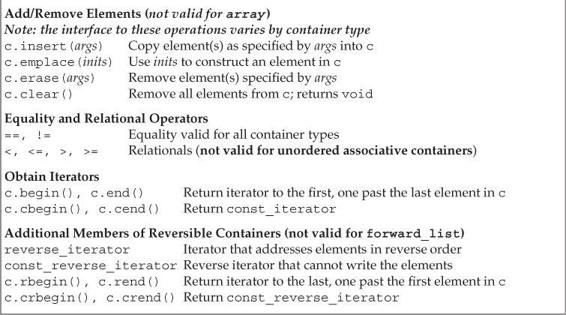 Add/Remove Elements (not valid for array)
Note: the interface to these operations varies by container type
c.insert(args) Copy element(s) as specified by args into c
c.emplace(inits) Use inits to construct an element in c
c.erase(args) Remove element(s) specified by args
c.clear() Remove all elements from c; returns void
Equality and Relational Operators
==, != Equality valid for all container types
<, <=, >, >= Relationals (not valid for unordered associative containers)
Obtain Iterators
c.begin(), c.end() Return iterator to the first, one past the last element in c
c.cbegin(), c.cend() Return const_iterator
Additional Members of Reversible Containers (not valid for forward_list)
reverse_iterator Iterator that addresses elements in reverse order
const_reverse_iterator Reverse iterator that cannot write the elements
c.rbegin(), c.rend() Return iterator to the last, one past the first element in c
c.crbegin(), c.crend() Return const_reverse_iterator